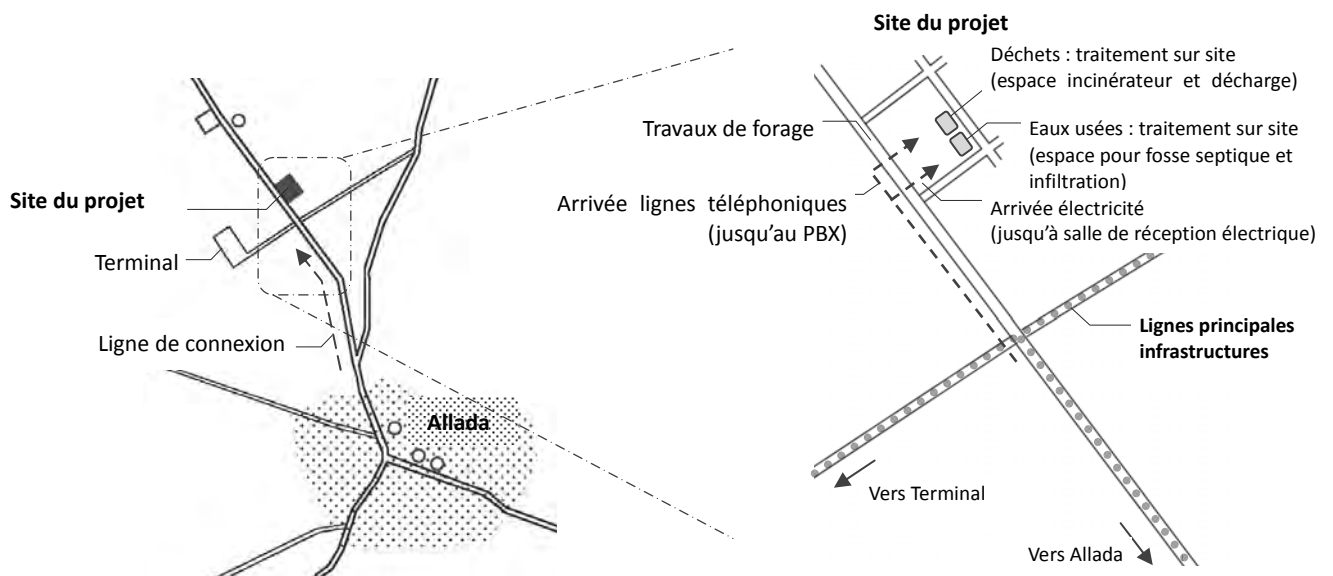 Site du projet
Terminal
Ligne de connexion
Allada
Site du projet
Déchets : traitement sur site
(espace incinérateur et décharge)
Travaux de forage
Eaux usées : traitement sur site
(espace pour fosse septique et
infiltration)
Arrivée lignes téléphoniques
(jusqu’au PBX)
Arrivée électricité
(jusqu’à salle de réception électrique)
Lignes principales
infrastructures
Vers Terminal
Vers Allada